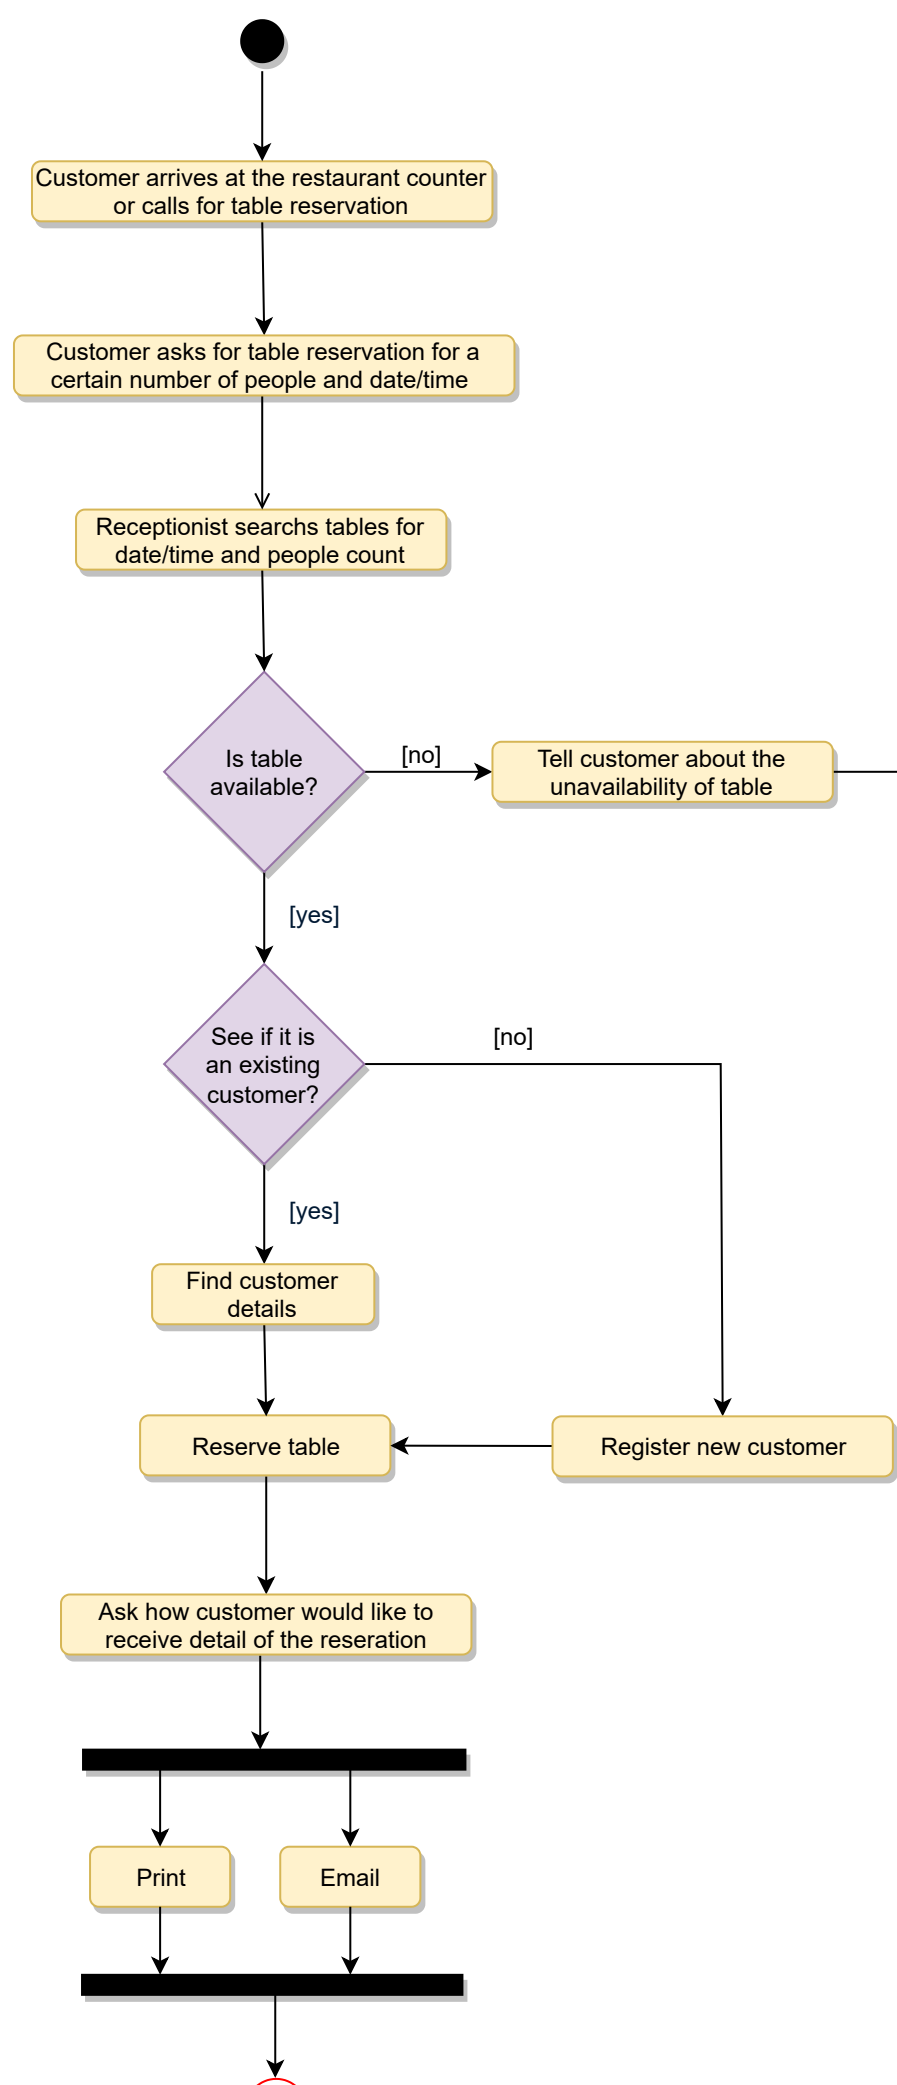 Customer arrives at the restaurant counter
or calls for table reservation
Customer asks for table reservation for a
certain number of people and date/time
Receptionist searchs tables for
date/time and people count
Is table
available?
[no]
Tell customer about the
unavailability of table
[yes]
See if it is
an existing
customer?
[no]
[yes]
Find customer
details
Reserve table
Register new customer
Ask how customer would like to
receive detail of the reseration
Print
Email